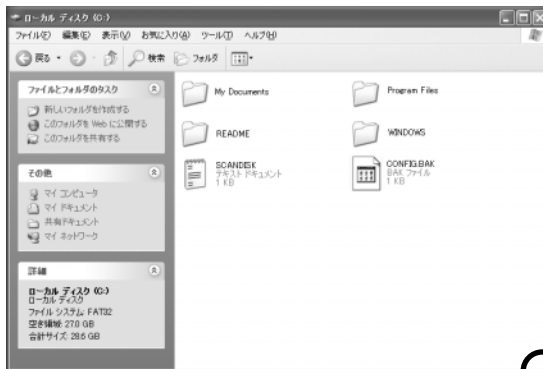 ローカル ディスク (C:)
ファイル(F) 編集(E) 表示(V) お気に入り(A) ツール(T) ヘルプ(H)
戻る 検索 フォルダ
ファイルとフォルダのタスク
新しいフォルダを作成する
このフォルダを Web に公開する
このフォルダを共有する
その他
マイ コンピュータ
マイ ドキュメント
共有ドキュメント
マイ ネットワーク
詳細
ローカル ディスク (C:)
ローカル ディスク
ファイル システム: FAT32
空き領域: 27.0 GB
合計サイズ: 28.6 GB
My Documents
Program Files
README
WINDOWS
SCANDISK
テキスト ドキュメント
1 KB
CONFIG.BAK
BAK ファイル
1 KB